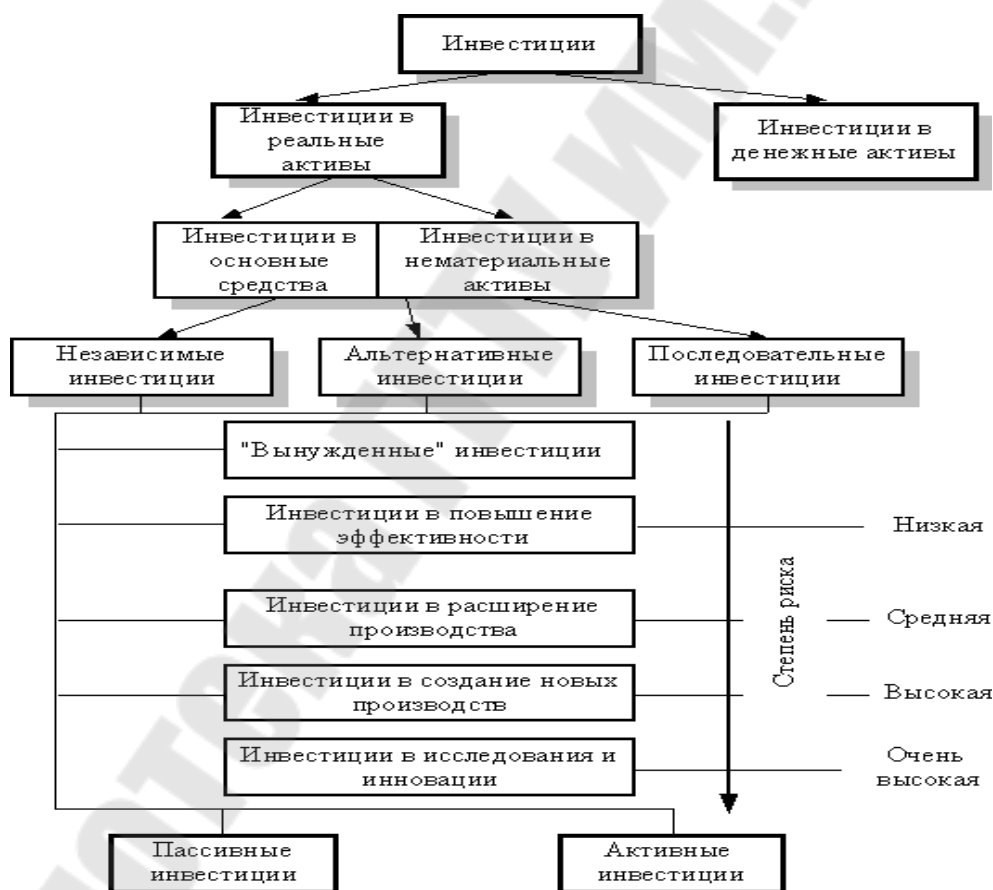 Инвестиции
Инвестиции в
реальные
активы
Инвестиции в
денежные активы
Инвестиции в
основные
средства
Инвестиции в
нематериальные
активы
Независимые
инвестиции
Альтернативные
инвестиции
Последовательные
инвестиции
"Вынужденные" инвестиции
Инвестиции в повышение
эффективности
Низкая
Инвестиции в расширение
производства
Средняя
Степень риска
Инвестиции в создание новых
производств
Высокая
Инвестиции в исследования и
инновации
Очень
высокая
Пассивные
инвестиции
Активные
инвестиции